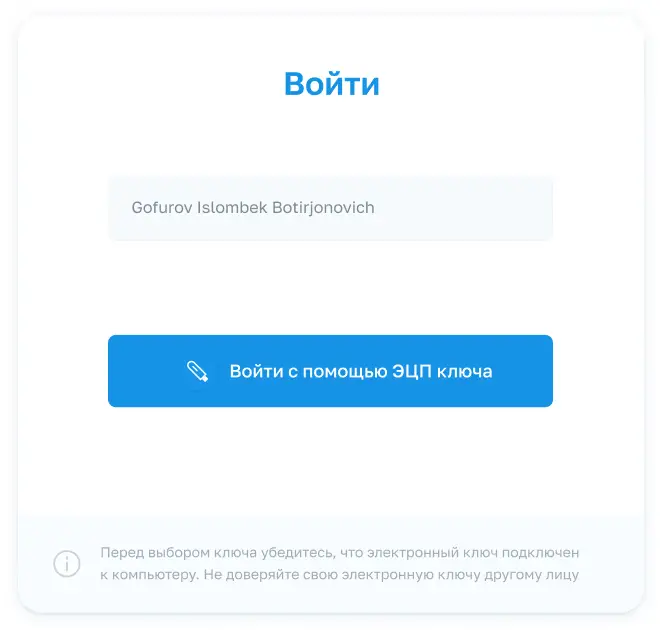 Войти
Gofurov Islombek Botirjonovich
Войти с помощью ЭЦП ключа
Перед выбором ключа убедитесь, что электронный ключ подключен
к компьютеру. Не доверяйте свою электронную ключу другому лицу